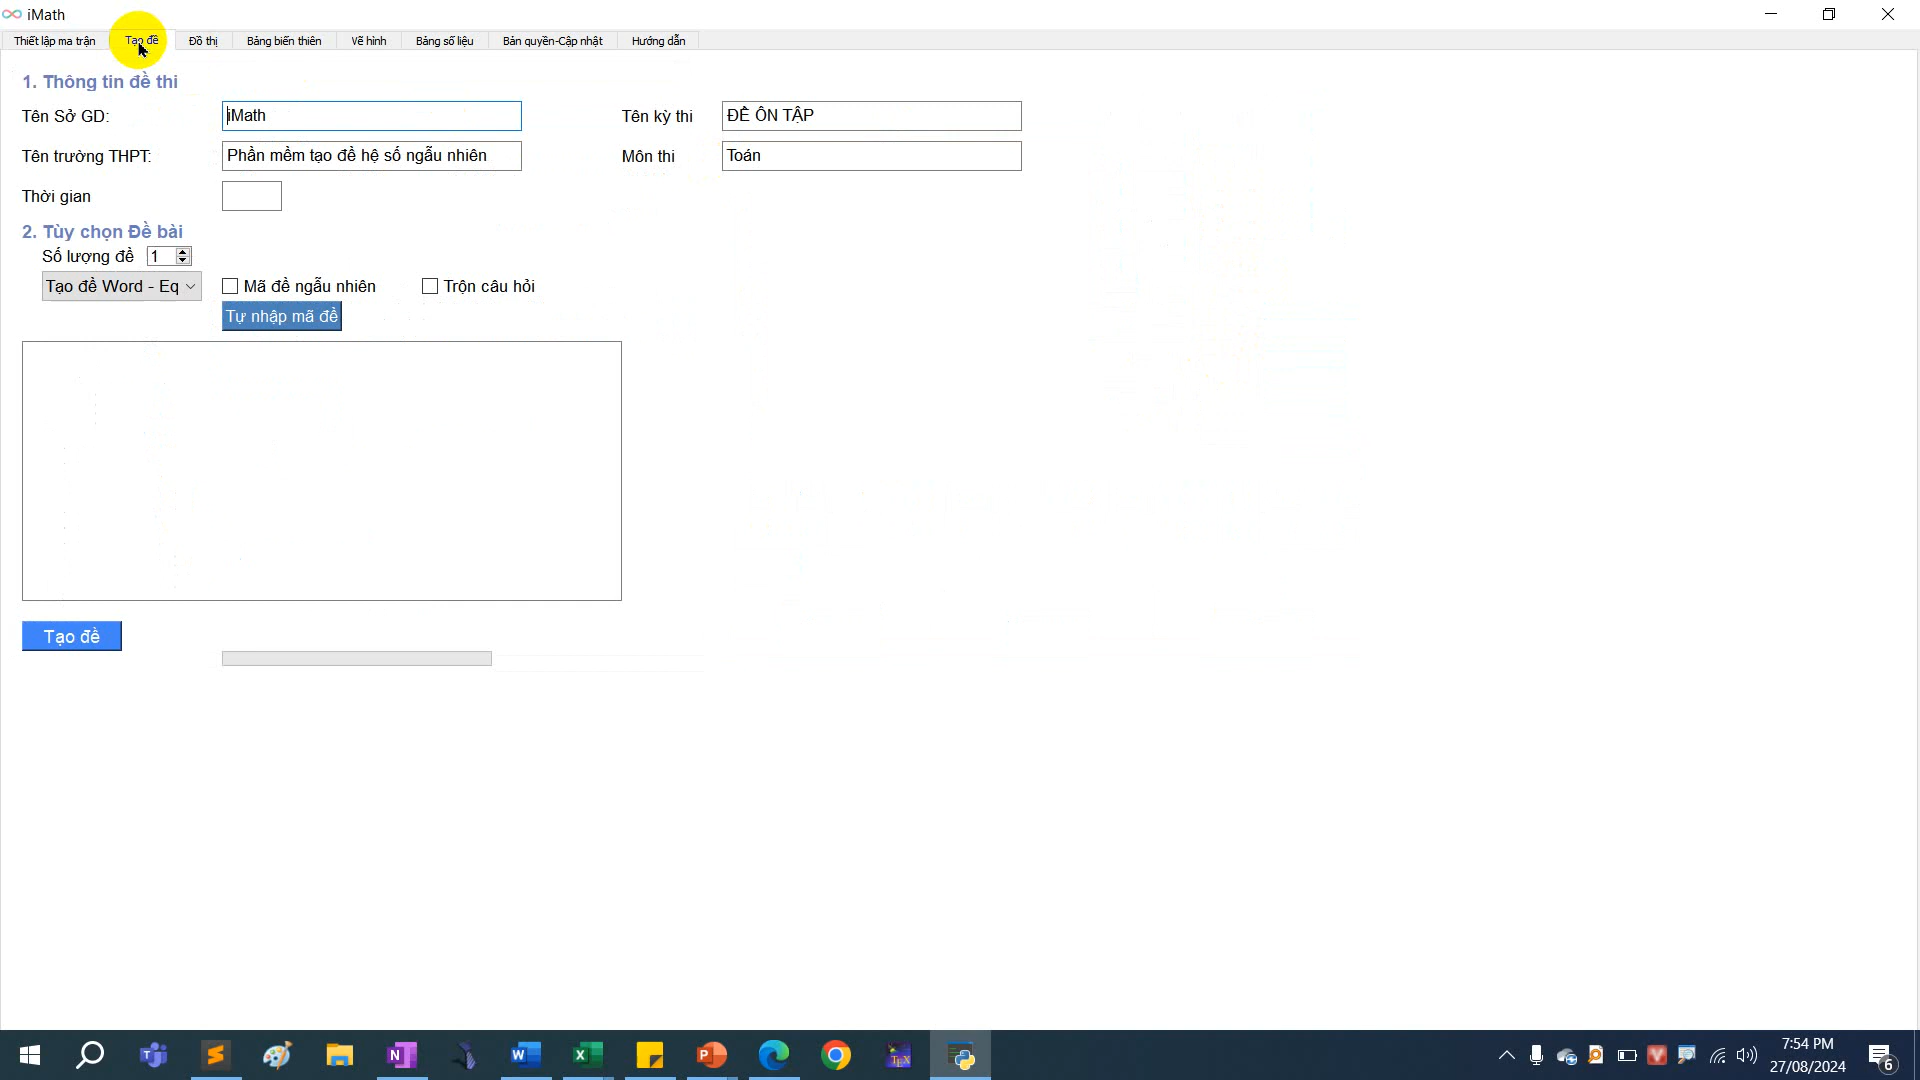 iMath
Thiết lập ma trận Tạo đề Đồ thị Bảng biến thiên Vẽ hình Bảng số liệu Bản quyền-Cập nhật Hướng dẫn
1. Thông tin đề thi
Tên Sở GD: iMath Tên kỳ thi ĐỀ ÔN TẬP
Tên trường THPT: Phần mềm tạo đề hệ số ngẫu nhiên Môn thi Toán
Thời gian
2. Tùy chọn Đề bài
Số lượng đề 1
Tạo đề Word - Eq Mã đề ngẫu nhiên Trộn câu hỏi
Tự nhập mã đề
Tạo đề
7:54 PM
27/08/2024
6